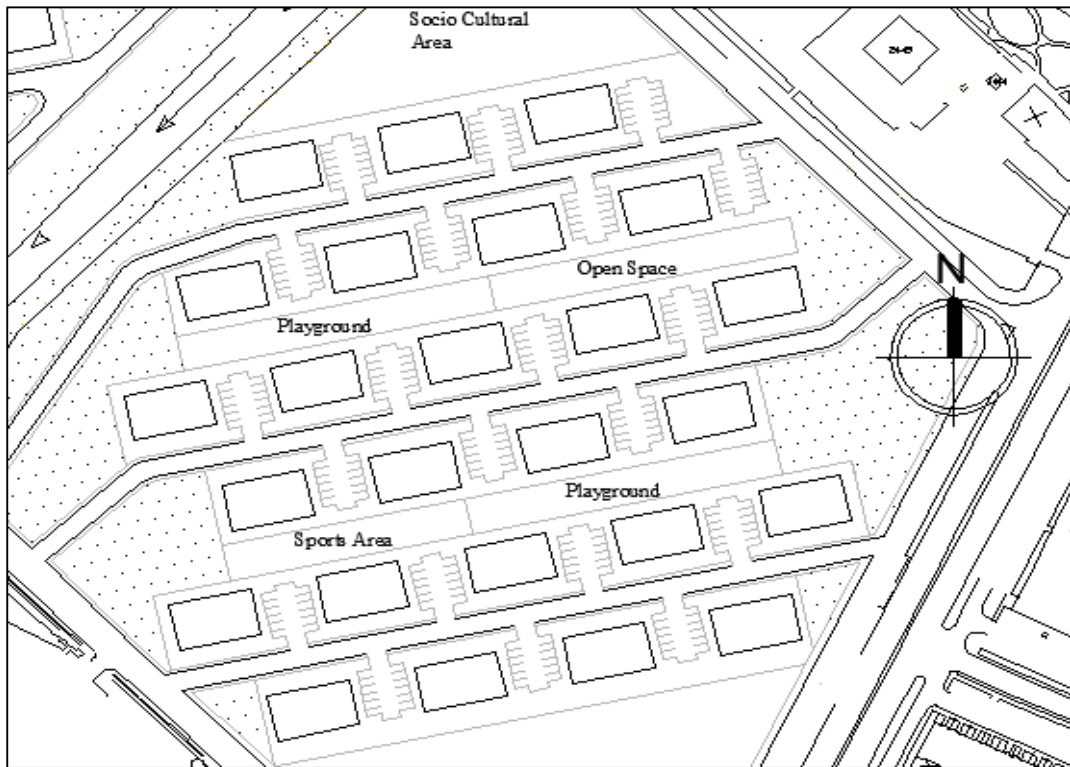 Socio Cultural
Area
Open Space
N
Playground
Playground
Sports Area